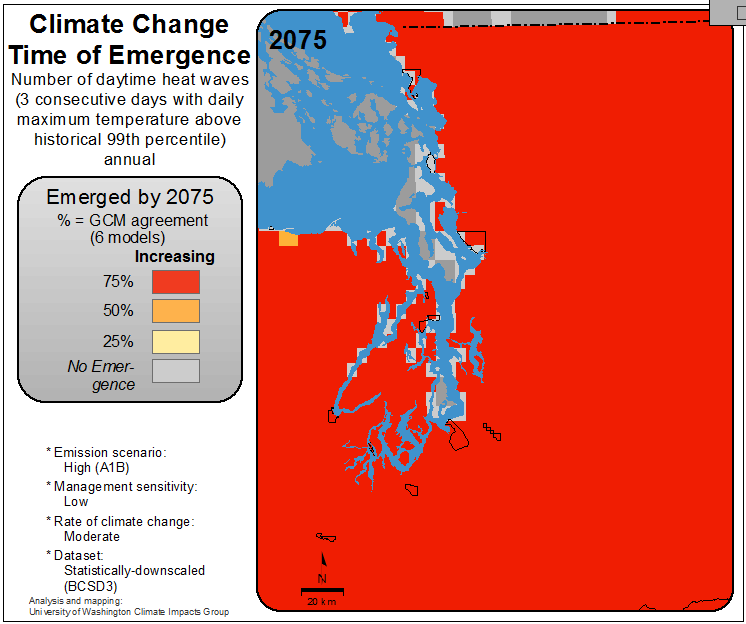 Climate Change
Time of Emergence
Number of daytime heat waves
(3 consecutive days with daily
maximum temperature above
historical 99th percentile)
annual
Emerged by 2075
% = GCM agreement
(6 models)
Increasing
75%
50%
25%
No Emer-
gence
* Emission scenario:
High (A1B)
* Management sensitivity:
Low
* Rate of climate change:
Moderate
* Dataset:
Statistically-downscaled
(BCSD3)
Analysis and mapping:
University of Washington Climate Impacts Group
2075
N
20 km